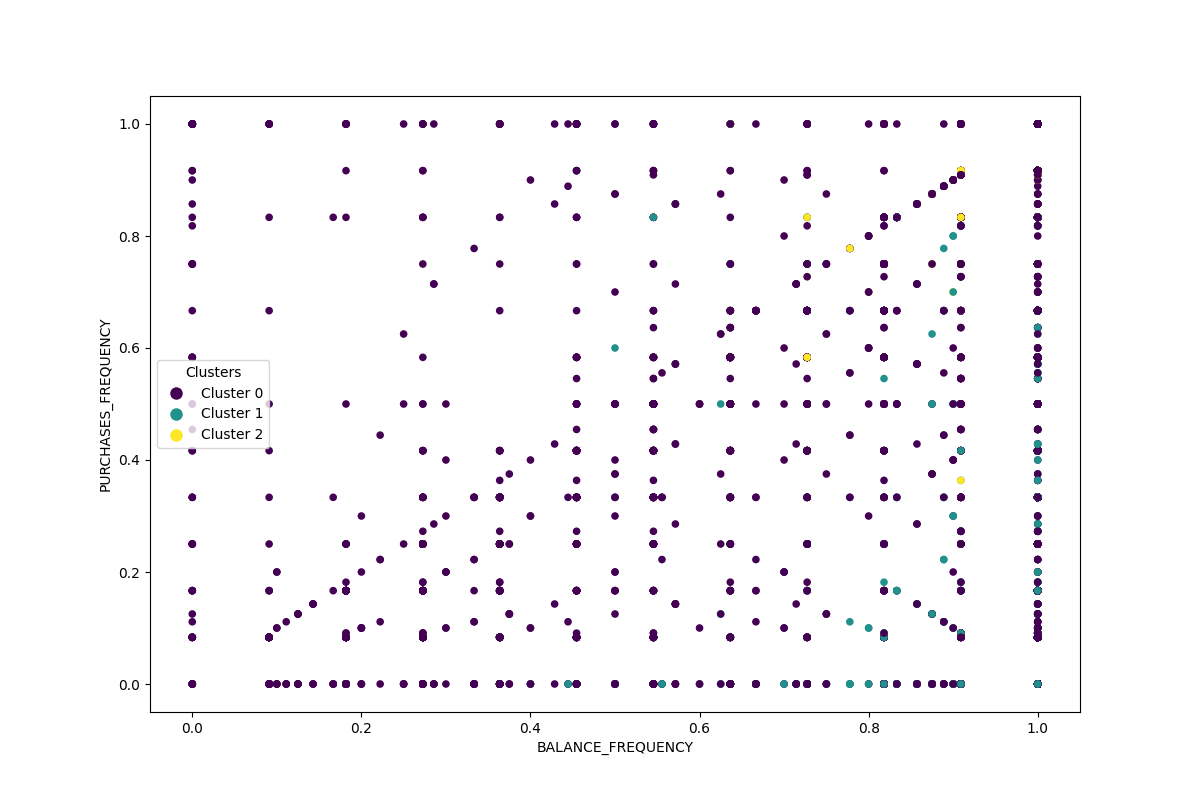 1.0
0.8
0.6
0.4
0.2
0.0
PURCHASES_FREQUENCY
Clusters
Cluster 0
Cluster 1
Cluster 2
0.0 0.2 0.4 0.6 0.8 1.0
BALANCE_FREQUENCY